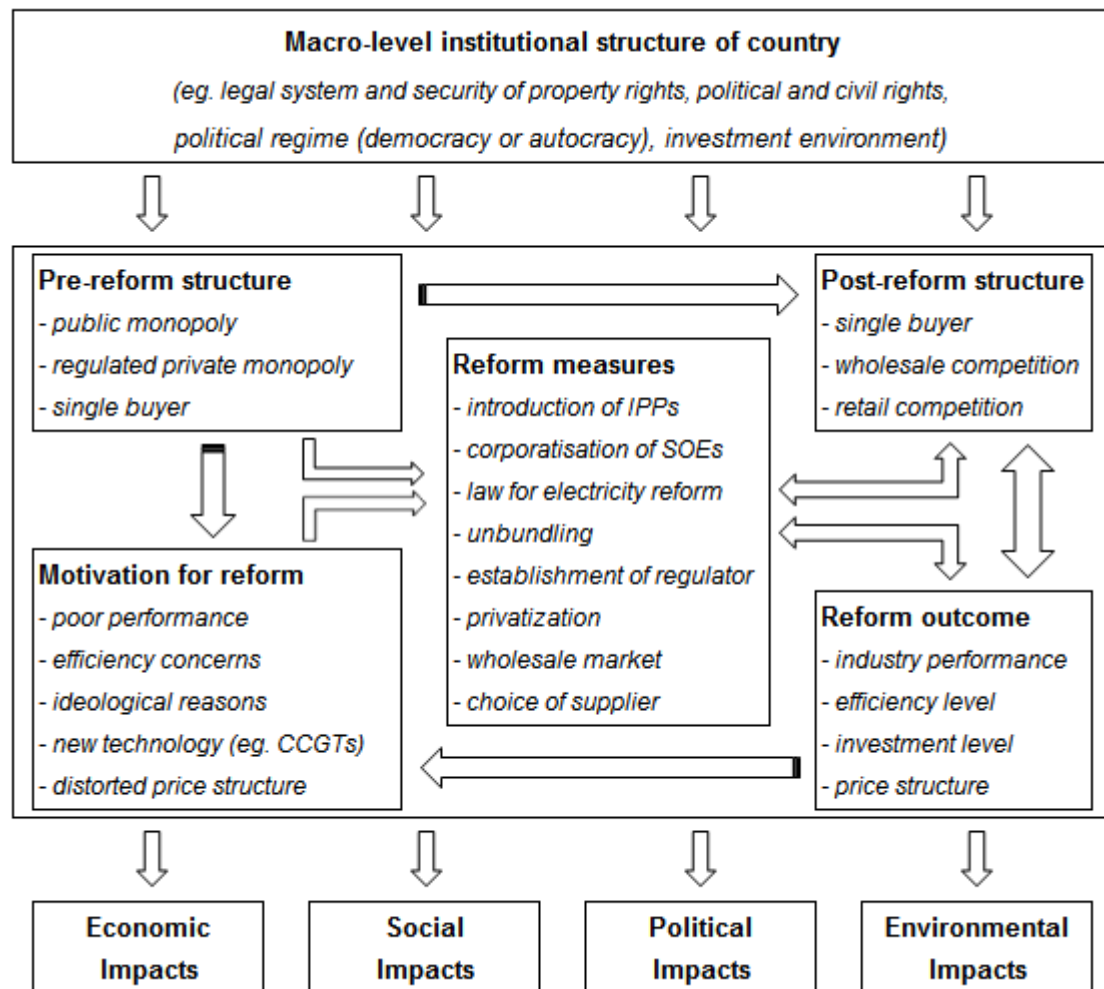 Macro-level institutional structure of country
(eg. legal system and security of property rights, political and civil rights,
political regime (democracy or autocracy), investment environment)
Pre-reform structure
- public monopoly
- regulated private monopoly
- single buyer
Post-reform structure
- single buyer
- wholesale competition
- retail competition
Reform measures
- introduction of IPPs
- corporatisation of SOEs
- law for electricity reform
- unbundling
- establishment of regulator
- privatization
- wholesale market
- choice of supplier
Motivation for reform
- poor performance
- efficiency concerns
- ideological reasons
- new technology (eg. CCGTs)
- distorted price structure
Reform outcome
- industry performance
- efficiency level
- investment level
- price structure
Economic
Impacts
Social
Impacts
Political
Impacts
Environmental
Impacts